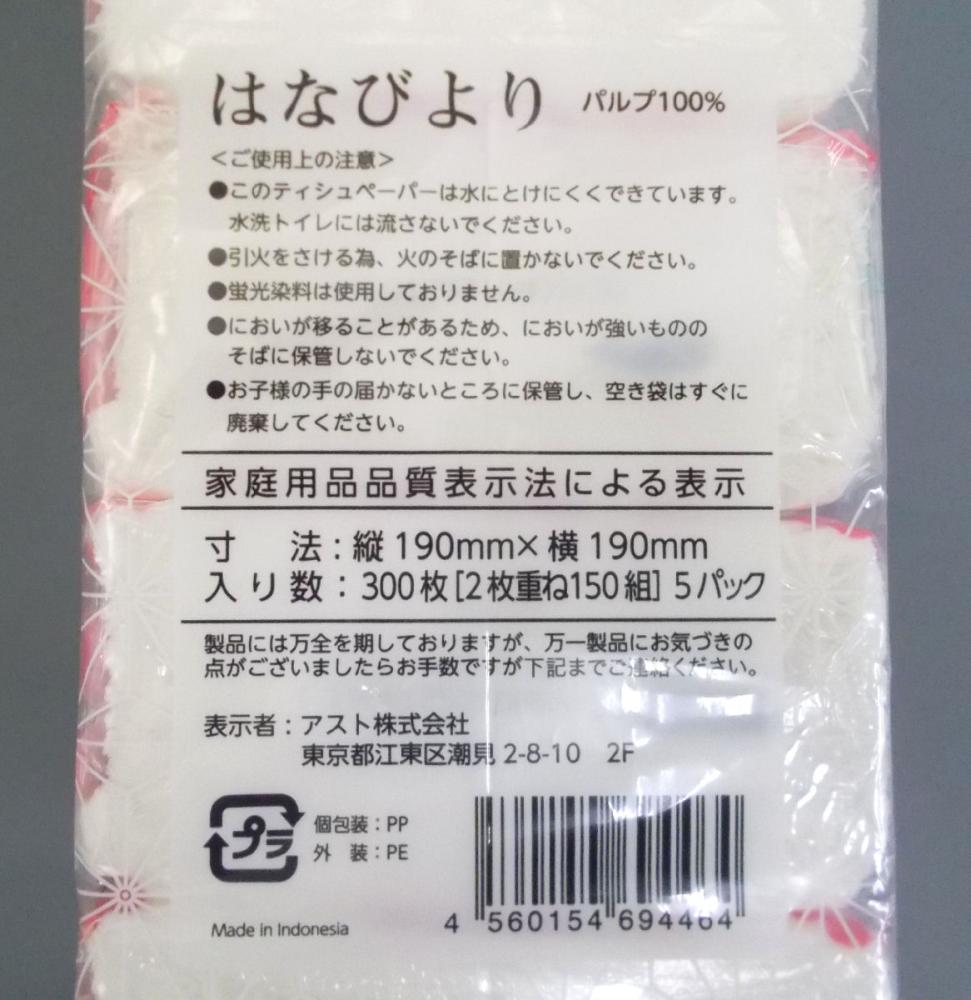 はなびより パルプ100%
<ご使用上の注意>
●このティシュペーパーは水にとけにくくできています。
水洗トイレには流さないでください。
●引火をさける為、火のそばに置かないでください。
●蛍光染料は使用しておりません。
●においが移ることがあるため、においが強いものの
そばに保管しないでください。
●お子様の手の届かないところに保管し、空き袋はすぐに
廃棄してください。
家庭用品品質表示法による表示
寸 法：縦190mm×横190mm
入り数：300枚[2枚重ね150組]5パック
製品には万全を期しておりますが、万一製品にお気づきの
点がございましたらお手数ですが下記までご連絡ください。
表示者：アスト株式会社
東京都江東区潮見2-8-10 2F
プラ
個包装：PP
外 装：PE
Made in Indonesia
4 560154 694464